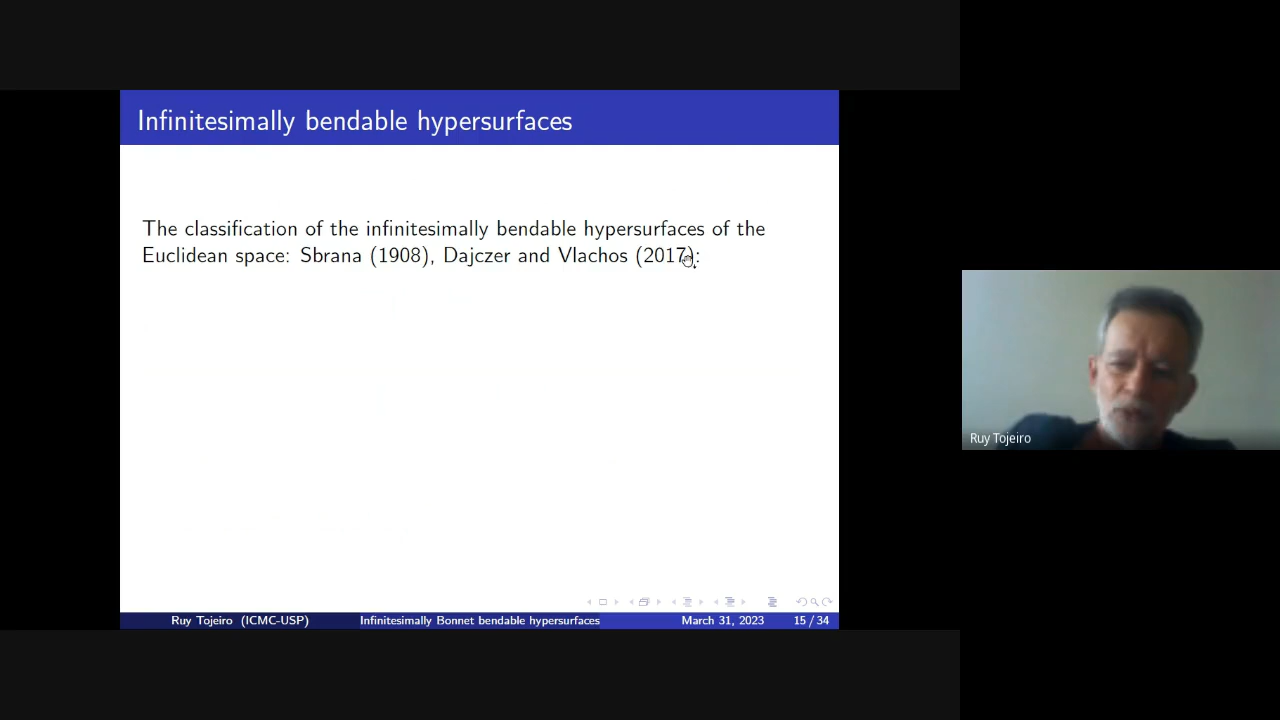 Infinitesimally bendable hypersurfaces
The classification of the infinitesimally bendable hypersurfaces of the
Euclidean space: Sbrana (1908), Dajczer and Vlachos (2017):
Ruy Tojeiro
Ruy Tojeiro (ICMC-USP) Infinitesimally Bonnet bendable hypersurfaces March 31, 2023 15 / 34